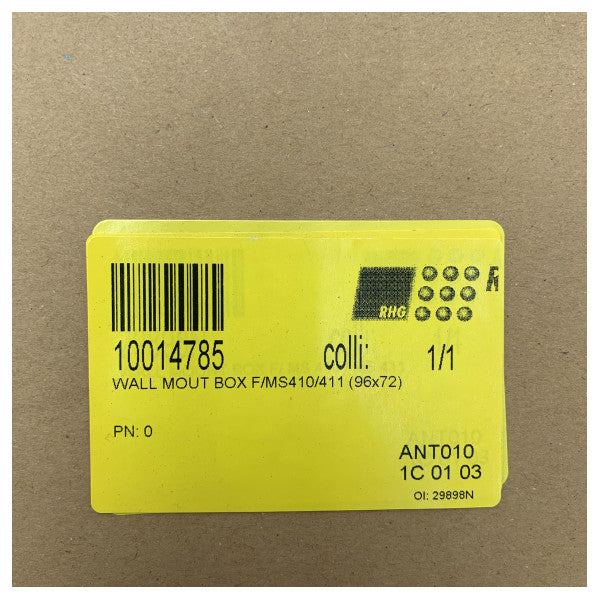 RHG R
10014785 colli: 1/1
WALL MOUT BOX F/MS410/411 (96x72)
PN: 0
ANT010
1C 01 03
OI: 29898N